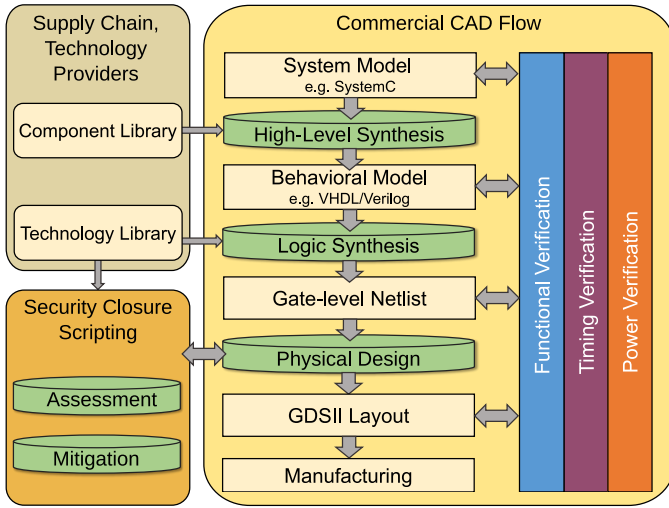 Supply Chain,
Technology
Providers
Component Library
Technology Library
Security Closure
Scripting
Assessment
Mitigation
Commercial CAD Flow
System Model
e.g. SystemC
High-Level Synthesis
Behavioral Model
e.g. VHDL/Verilog
Logic Synthesis
Gate-level Netlist
Physical Design
GDSII Layout
Manufacturing
Functional Verification
Timing Verification
Power Verification